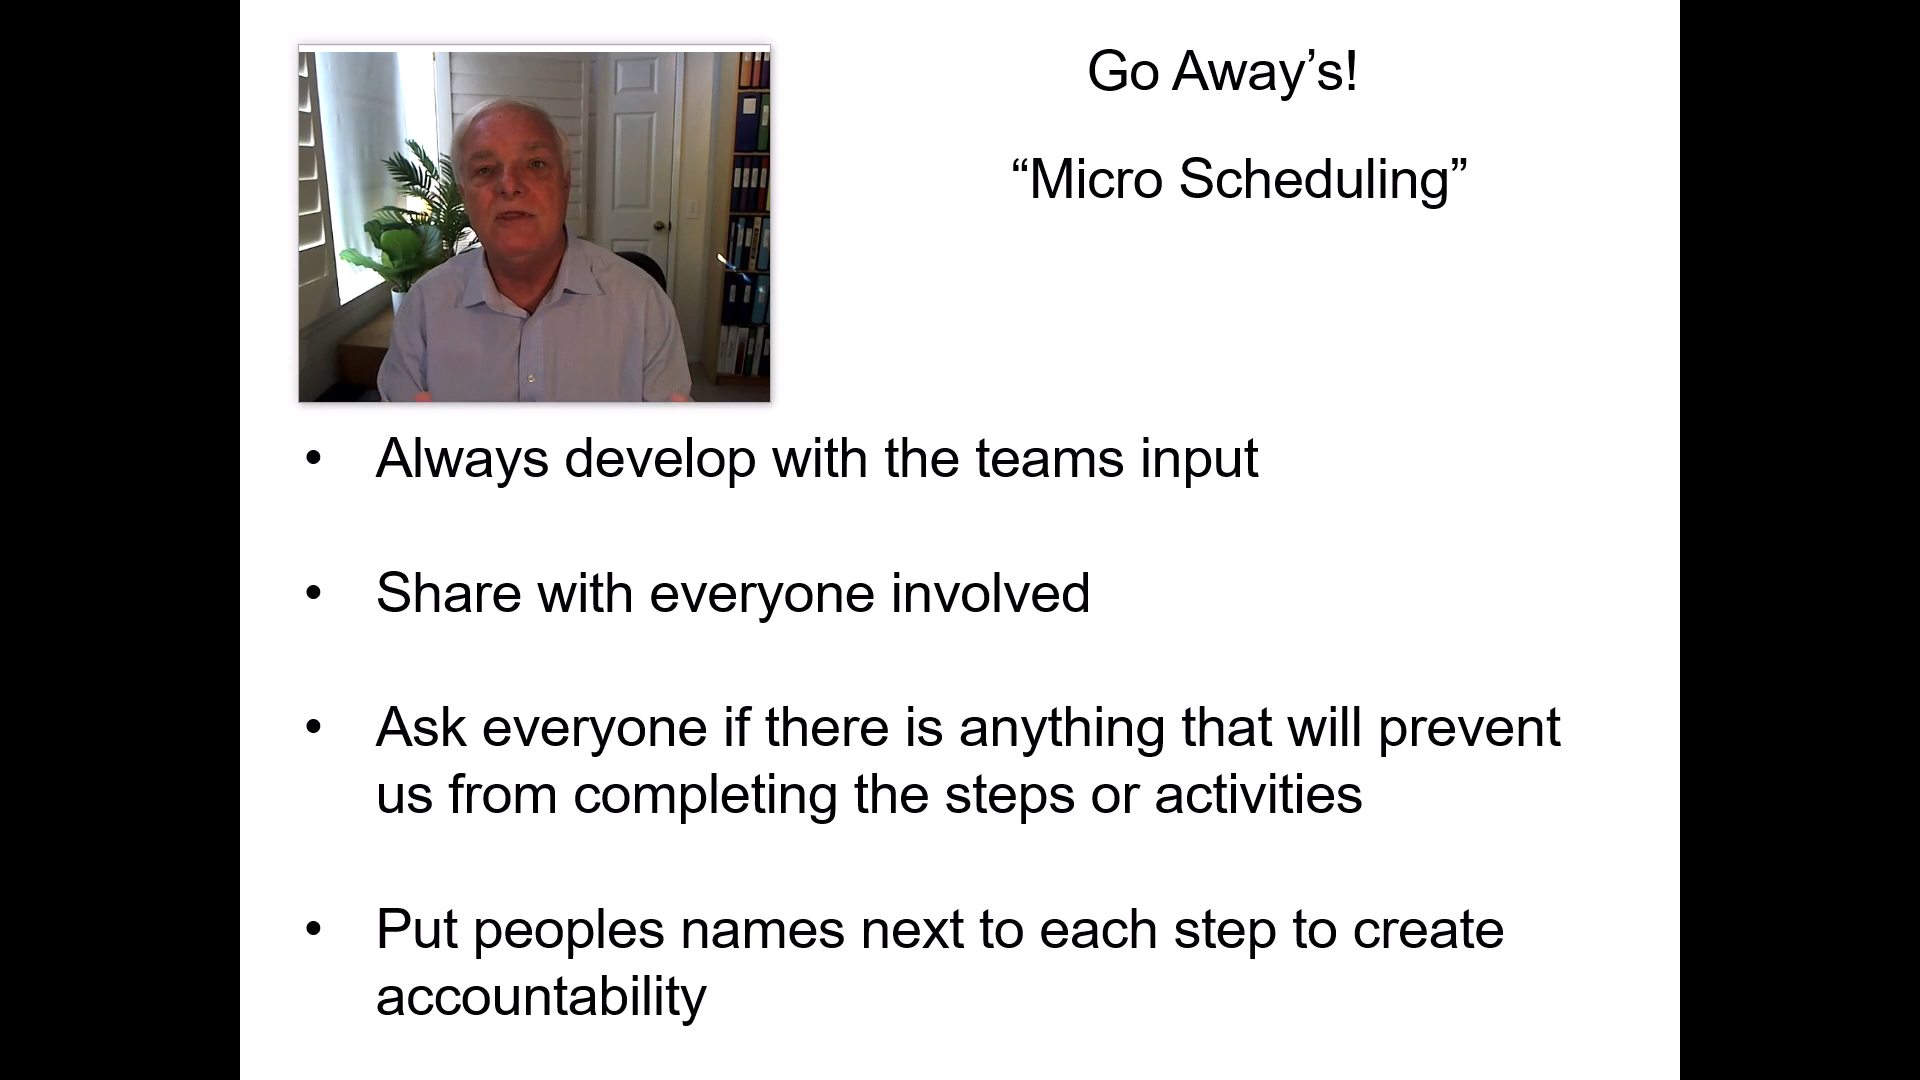 Go Away’s!
“Micro Scheduling”
• Always develop with the teams input
• Share with everyone involved
• Ask everyone if there is anything that will prevent
us from completing the steps or activities
• Put peoples names next to each step to create
accountability